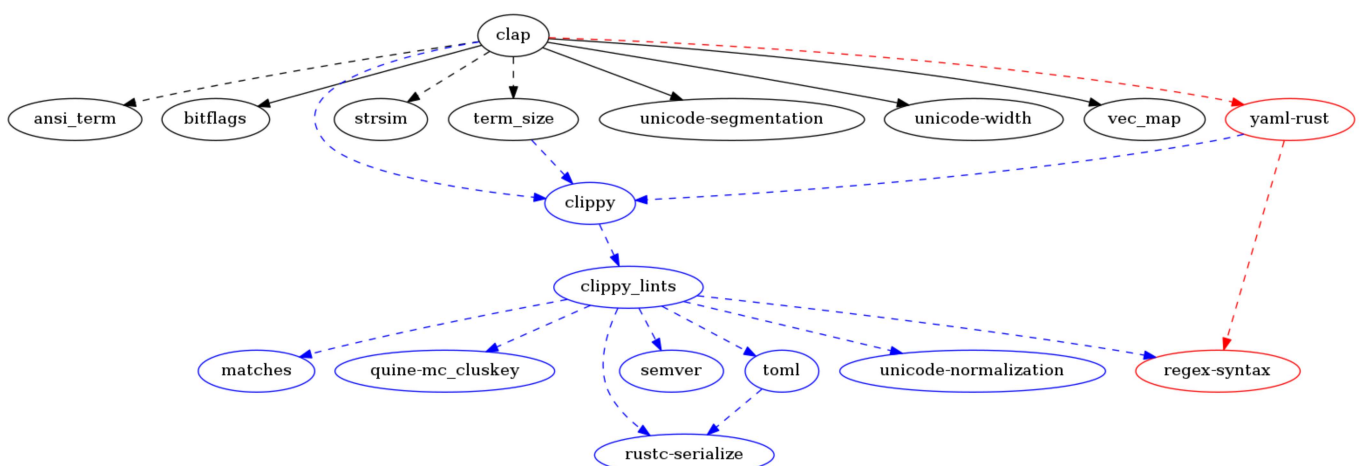 clap
ansi_term
bitflags
strsim
term_size
unicode-segmentation
unicode-width
vec_map
yaml-rust
clippy
clippy_lints
matches
quine-mc_cluskey
semver
toml
unicode-normalization
regex-syntax
rustc-serialize